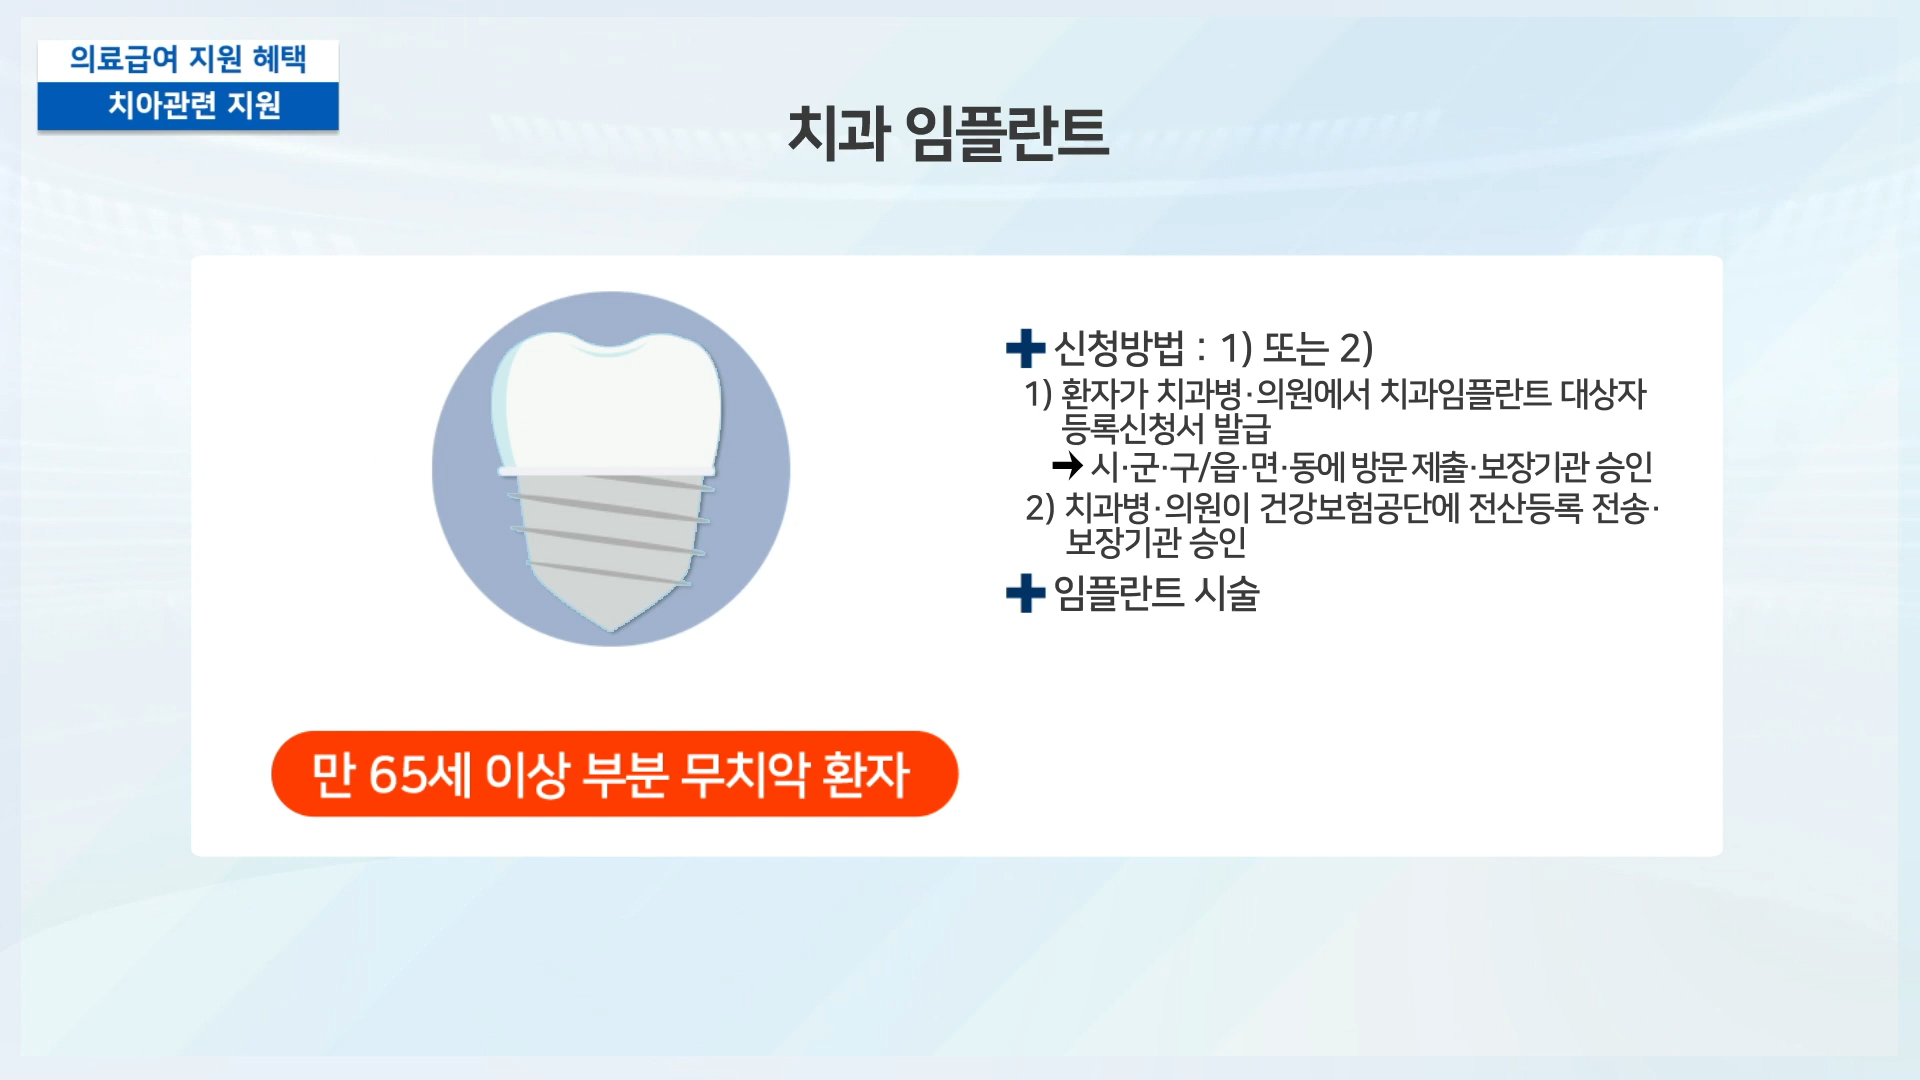 의료급여 지원 혜택
치아관련 지원
치과 임플란트
신청방법 : 1) 또는 2)
1) 환자가 치과병·의원에서 치과임플란트 대상자
등록신청서 발급
➔ 시·군·구/읍·면·동에 방문 제출·보장기관 승인
2) 치과병·의원이 건강보험공단에 전산등록 전송·
보장기관 승인
임플란트 시술
만 65세 이상 부분 무치악 환자